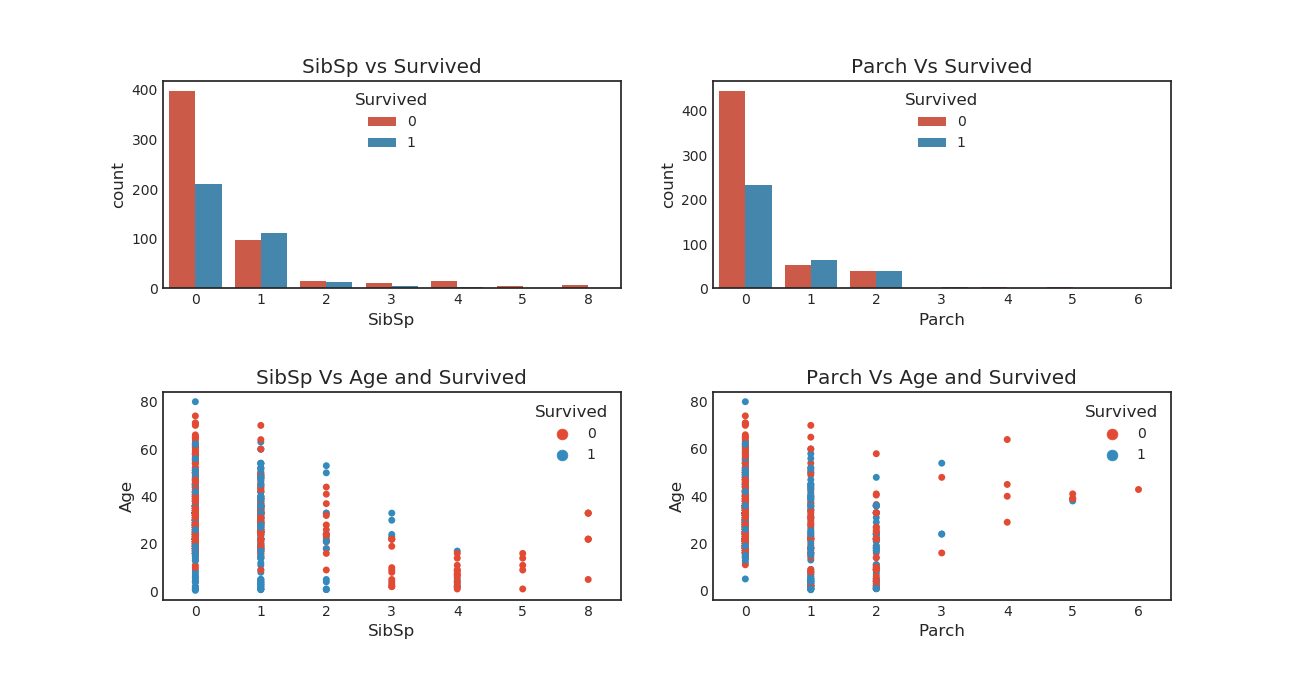 SibSp vs Survived
400
300
200
100
0
count
Survived
0
1
0 1 2 3 4 5 8
SibSp
Parch Vs Survived
400
300
200
100
0
count
Survived
0
1
0 1 2 3 4 5 6
Parch
SibSp Vs Age and Survived
80
60
40
20
0
Age
Survived
0
1
0 1 2 3 4 5 8
SibSp
Parch Vs Age and Survived
80
60
40
20
0
Age
Survived
0
1
0 1 2 3 4 5 6
Parch